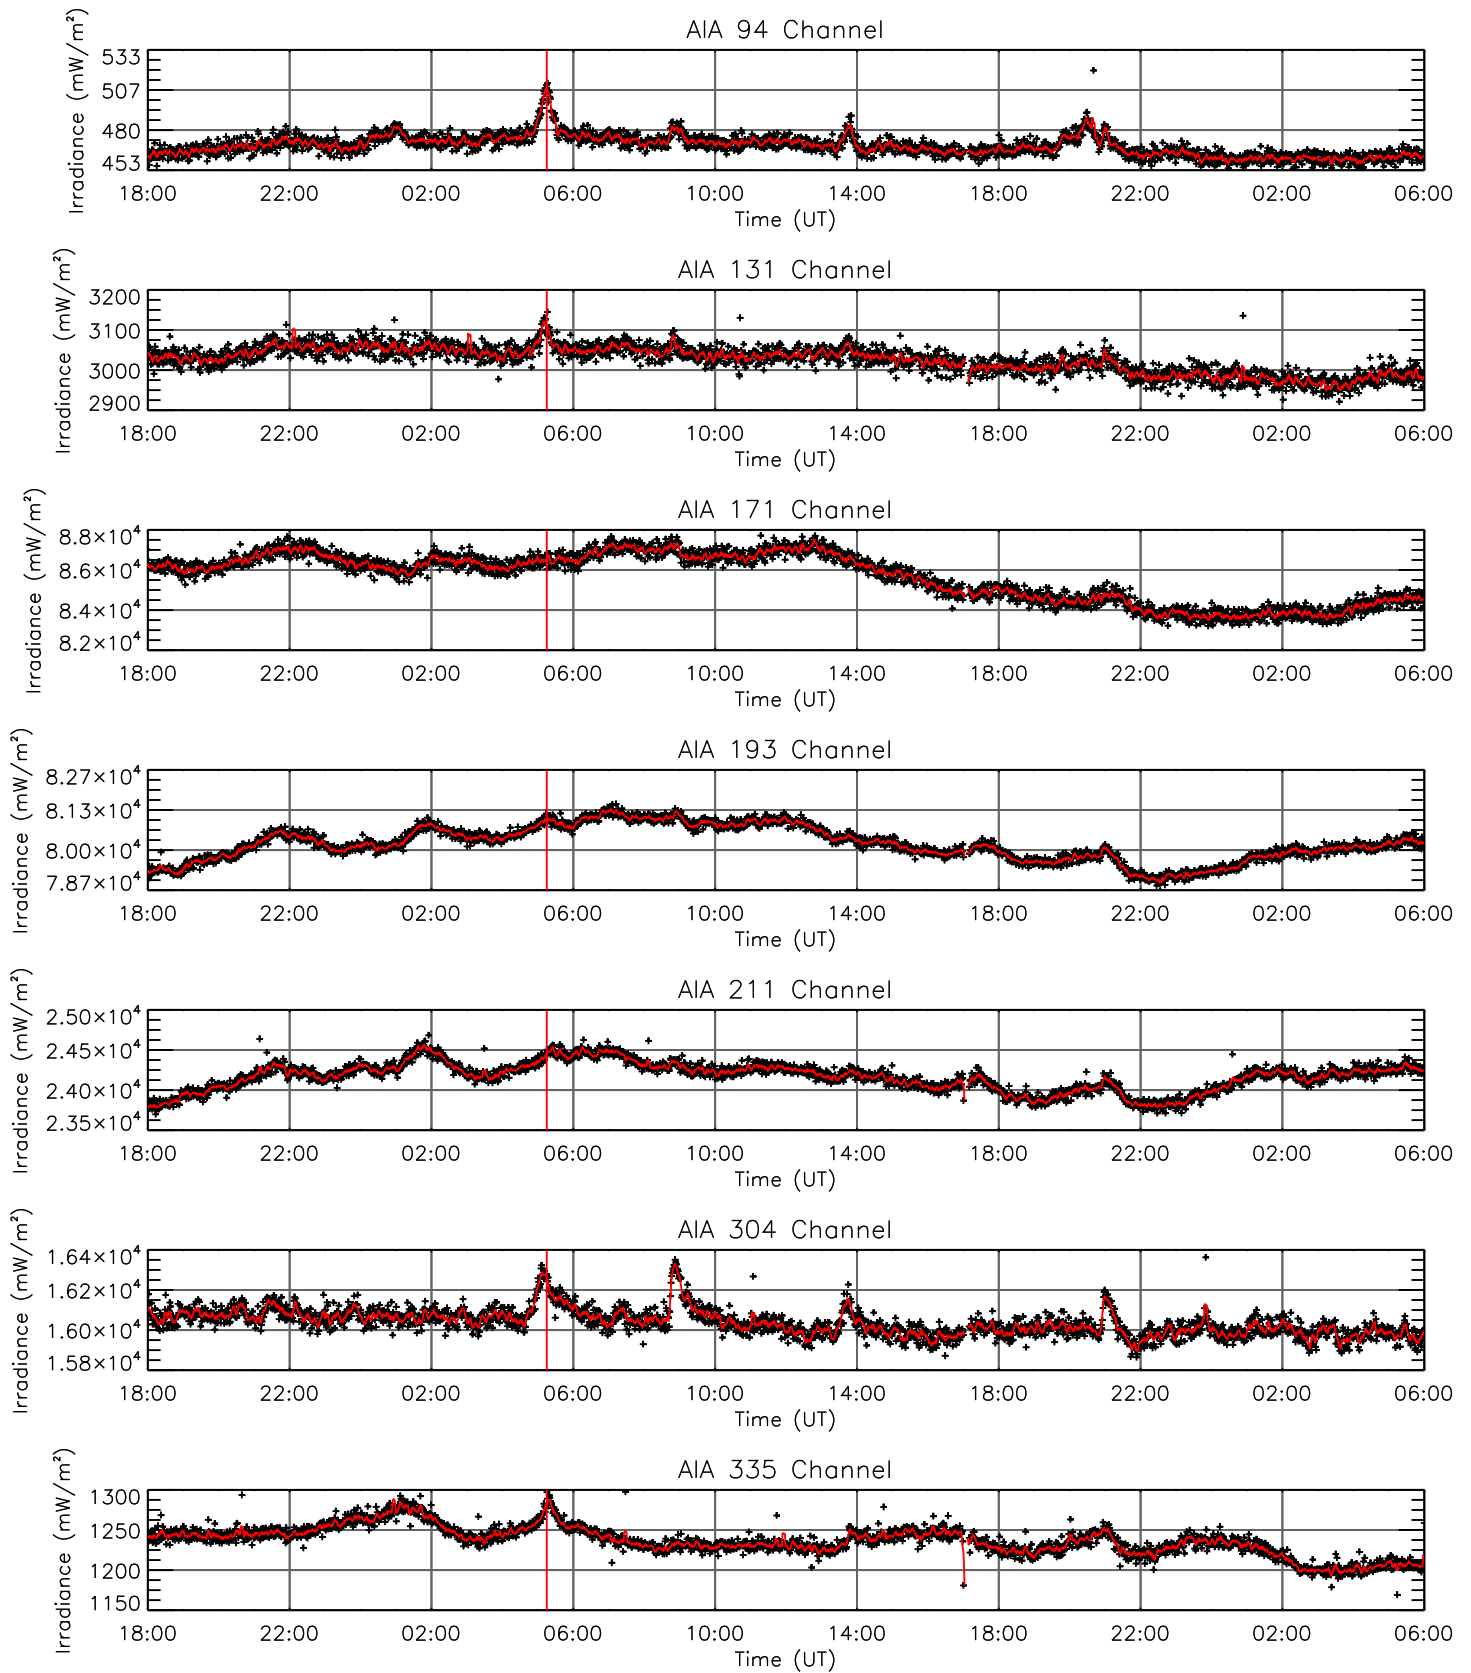 AIA 94 Channel
Irradiance (mW/m²)
533
507
480
453
18:00 22:00 02:00 06:00 10:00 14:00 18:00 22:00 02:00 06:00
Time (UT)
AIA 131 Channel
Irradiance (mW/m²)
3200
3100
3000
2900
18:00 22:00 02:00 06:00 10:00 14:00 18:00 22:00 02:00 06:00
Time (UT)
AIA 171 Channel
Irradiance (mW/m²)
8.8×10⁴
8.6×10⁴
8.4×10⁴
8.2×10⁴
18:00 22:00 02:00 06:00 10:00 14:00 18:00 22:00 02:00 06:00
Time (UT)
AIA 193 Channel
Irradiance (mW/m²)
8.27×10⁴
8.13×10⁴
8.00×10⁴
7.87×10⁴
18:00 22:00 02:00 06:00 10:00 14:00 18:00 22:00 02:00 06:00
Time (UT)
AIA 211 Channel
Irradiance (mW/m²)
2.50×10⁴
2.45×10⁴
2.40×10⁴
2.35×10⁴
18:00 22:00 02:00 06:00 10:00 14:00 18:00 22:00 02:00 06:00
Time (UT)
AIA 304 Channel
Irradiance (mW/m²)
1.64×10⁴
1.62×10⁴
1.60×10⁴
1.58×10⁴
18:00 22:00 02:00 06:00 10:00 14:00 18:00 22:00 02:00 06:00
Time (UT)
AIA 335 Channel
Irradiance (mW/m²)
1300
1250
1200
1150
18:00 22:00 02:00 06:00 10:00 14:00 18:00 22:00 02:00 06:00
Time (UT)